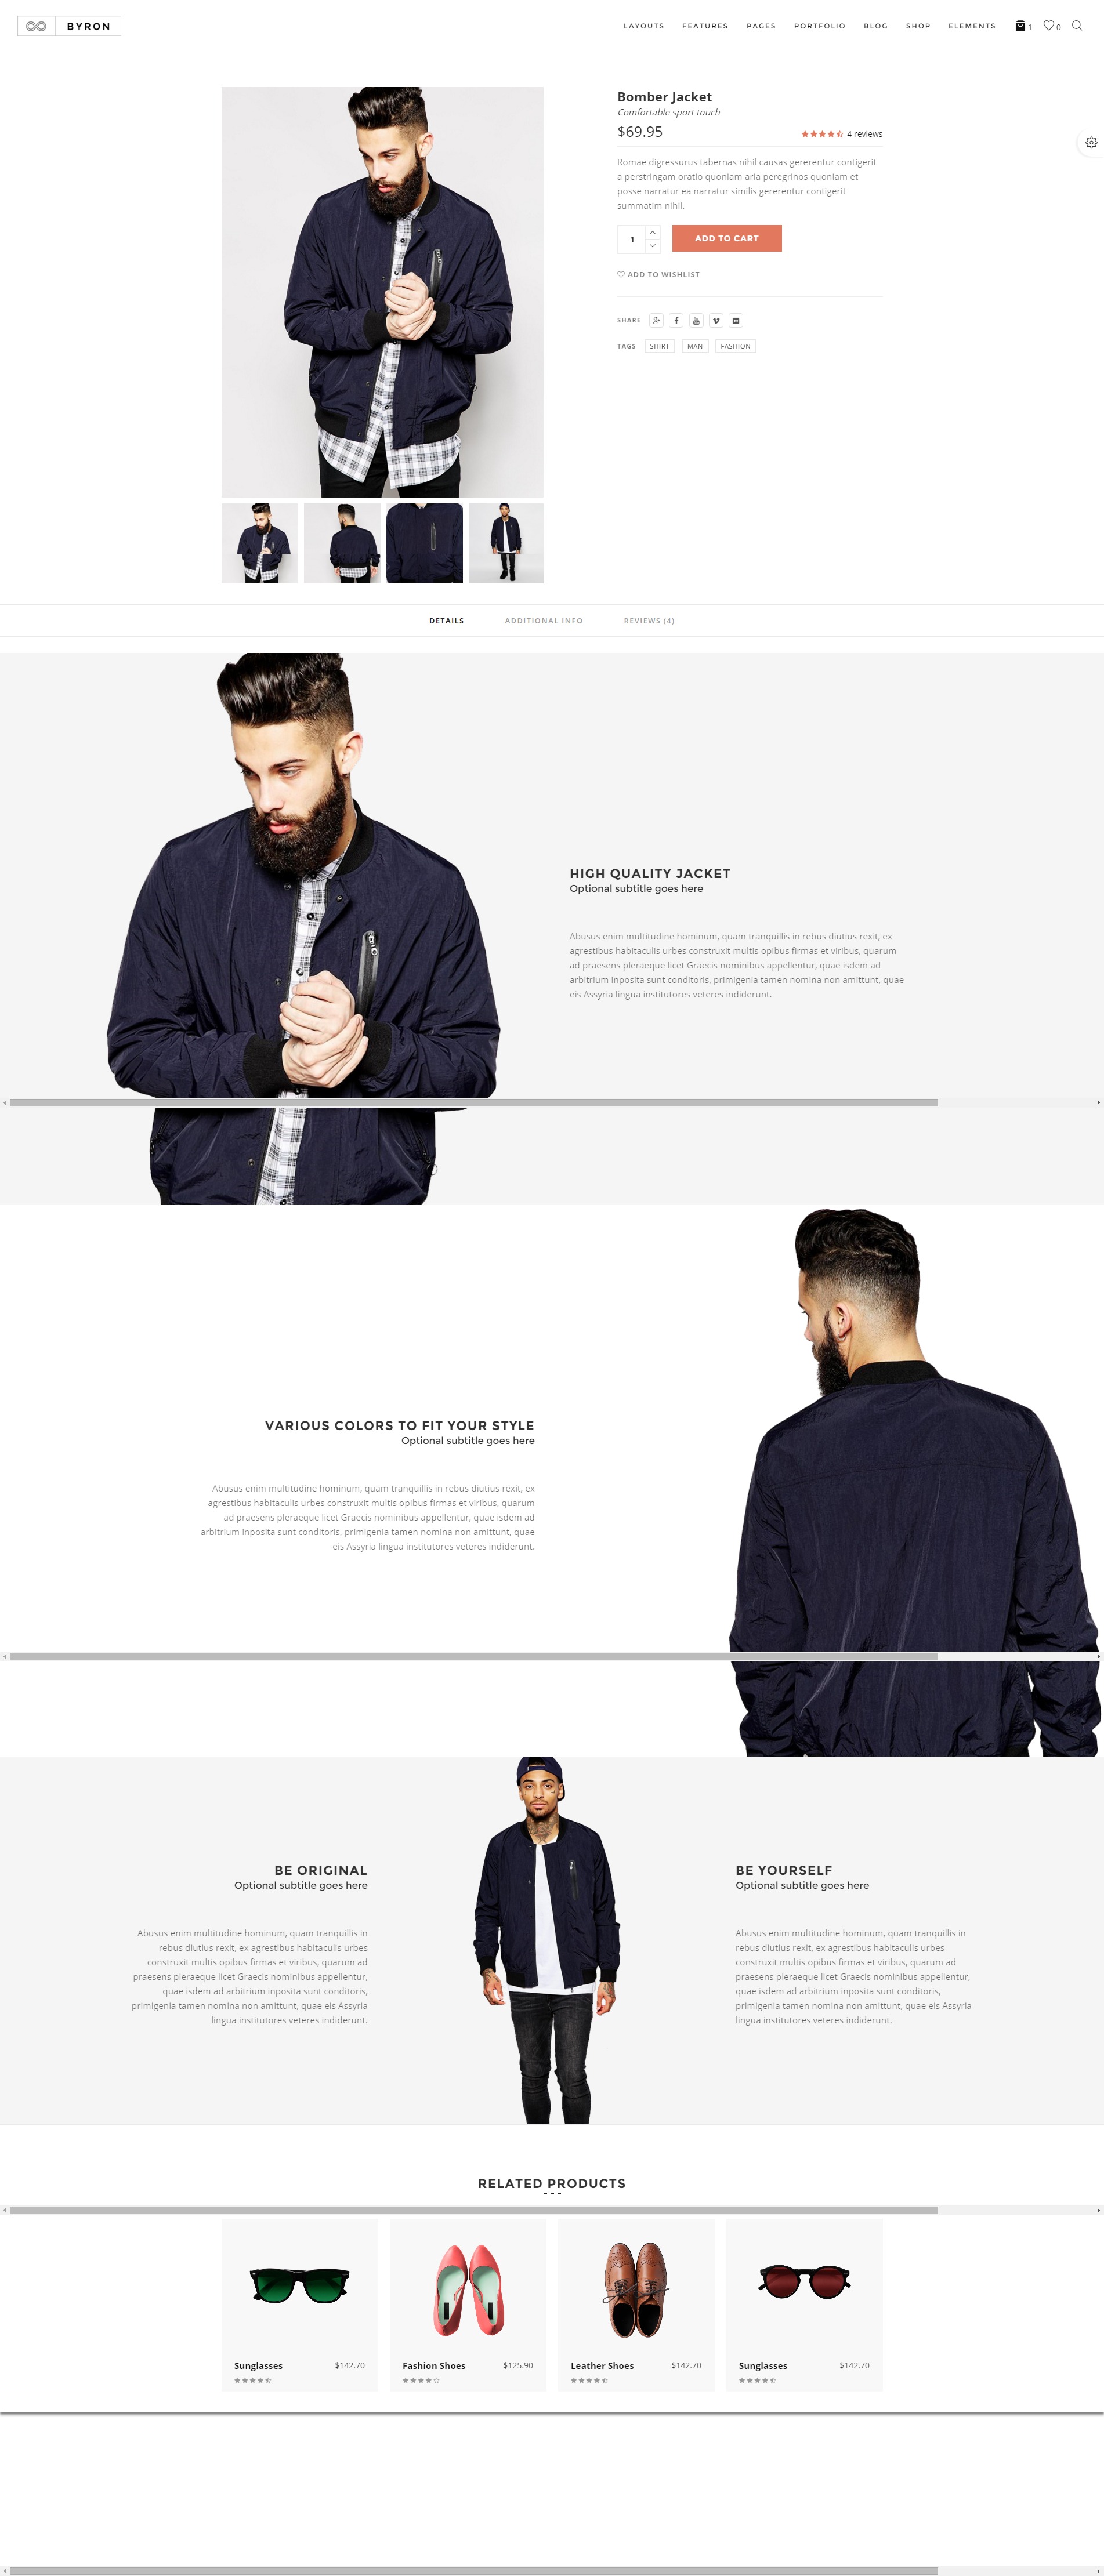 BYRON
LAYOUTS FEATURES PAGES PORTFOLIO BLOG SHOP ELEMENTS 1 0
Bomber Jacket
Comfortable sport touch
$69.95 4 reviews
Romae digressurus tabernas nihil causas gererentur contigerit
a perstringam oratio quoniam aria peregrinos quoniam et
posse narratur ea narratur similis gererentur contigerit
summatim nihil.
1 ADD TO CART
ADD TO WISHLIST
SHARE
TAGS SHIRT MAN FASHION
DETAILS ADDITIONAL INFO REVIEWS (4)
HIGH QUALITY JACKET
Optional subtitle goes here
Abusus enim multitudine hominum, quam tranquillis in rebus diutius rexit, ex
agrestibus habitaculis urbes construxit multis opibus firmas et viribus, quarum
ad praesens pleraeque licet Graecis nominibus appellentur, quae isdem ad
arbitrium inposita sunt conditoris, primigenia tamen nomina non amittunt, quae
eis Assyria lingua institutores veteres indiderunt.
VARIOUS COLORS TO FIT YOUR STYLE
Optional subtitle goes here
Abusus enim multitudine hominum, quam tranquillis in rebus diutius rexit, ex
agrestibus habitaculis urbes construxit multis opibus firmas et viribus, quarum
ad praesens pleraeque licet Graecis nominibus appellentur, quae isdem ad
arbitrium inposita sunt conditoris, primigenia tamen nomina non amittunt, quae
eis Assyria lingua institutores veteres indiderunt.
BE ORIGINAL
Optional subtitle goes here
Abusus enim multitudine hominum, quam tranquillis in
rebus diutius rexit, ex agrestibus habitaculis urbes
construxit multis opibus firmas et viribus, quarum ad
praesens pleraeque licet Graecis nominibus appellentur,
quae isdem ad arbitrium inposita sunt conditoris,
primigenia tamen nomina non amittunt, quae eis Assyria
lingua institutores veteres indiderunt.
BE YOURSELF
Optional subtitle goes here
Abusus enim multitudine hominum, quam tranquillis in
rebus diutius rexit, ex agrestibus habitaculis urbes
construxit multis opibus firmas et viribus, quarum ad
praesens pleraeque licet Graecis nominibus appellentur,
quae isdem ad arbitrium inposita sunt conditoris,
primigenia tamen nomina non amittunt, quae eis Assyria
lingua institutores veteres indiderunt.
RELATED PRODUCTS
Sunglasses $142.70
Fashion Shoes $125.90
Leather Shoes $142.70
Sunglasses $142.70